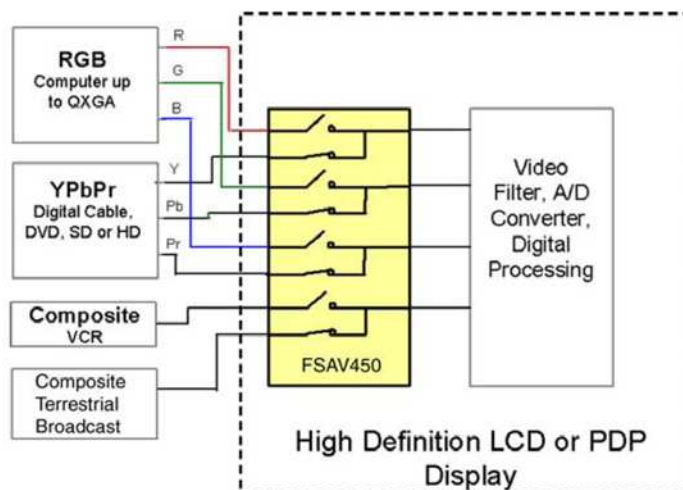 RGB
Computer up
to QXGA
R
G
B
YPbPr
Digital Cable,
DVD, SD or HD
Y
Pb
Pr
Composite
VCR
Composite
Terrestrial
Broadcast
FSAV450
Video
Filter, A/D
Converter,
Digital
Processing
High Definition LCD or PDP
Display